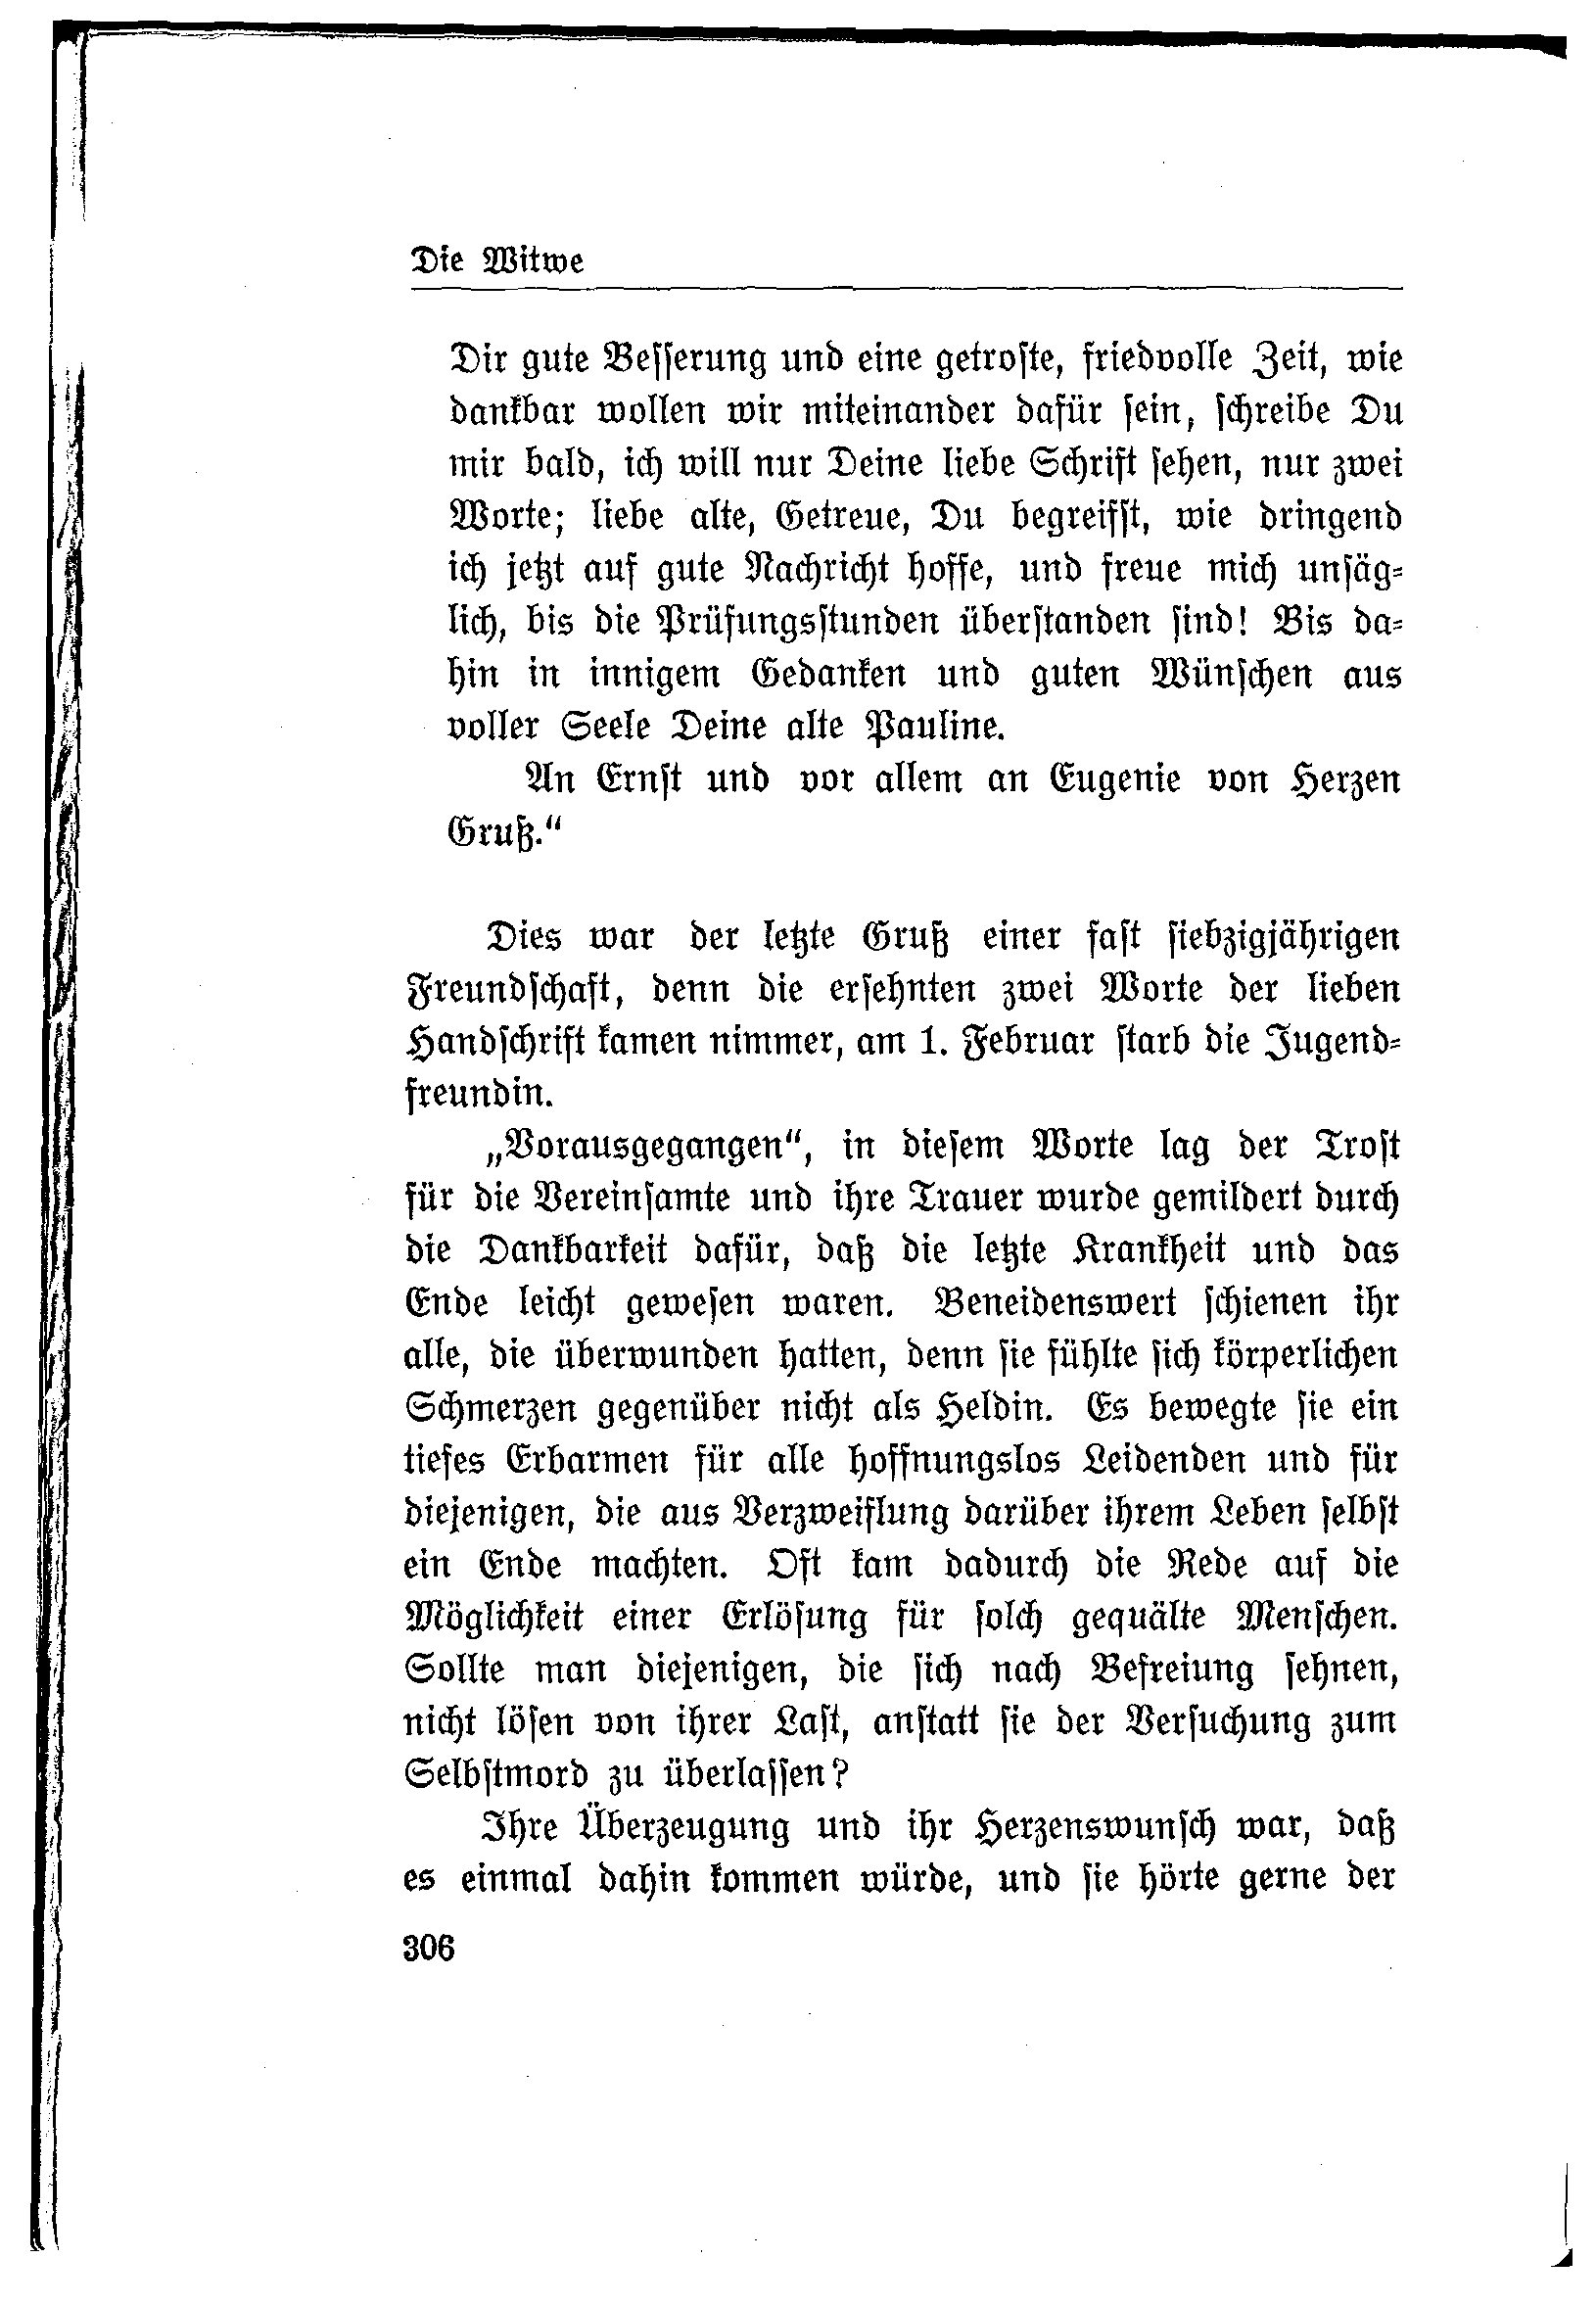 Die Witwe
Dir gute Besserung und eine getroste, friedvolle Zeit, wie
dankbar wollen wir miteinander dafür sein, schreibe Du
mir bald, ich will nur Deine liebe Schrift sehen, nur zwei
Worte; liebe alte, Getreue, Du begreifst, wie dringend
ich jetzt auf gute Nachricht hoffe, und freue mich unsäg-
lich, bis die Prüfungsstunden überstanden sind! Bis da-
hin in innigem Gedanken und guten Wünschen aus
voller Seele Deine alte Pauline.
An Ernst und vor allem an Eugenie von Herzen
Gruß.“
Dies war der letzte Gruß einer fast siebzigjährigen
Freundschaft, denn die ersehnten zwei Worte der lieben
Handschrift kamen nimmer, am 1. Februar starb die Jugend-
freundin.
„Vorausgegangen“, in diesem Worte lag der Trost
für die Vereinsamte und ihre Trauer wurde gemildert durch
die Dankbarkeit dafür, daß die letzte Krankheit und das
Ende leicht gewesen waren. Beneidenswert schienen ihr
alle, die überwunden hatten, denn sie fühlte sich körperlichen
Schmerzen gegenüber nicht als Heldin. Es bewegte sie ein
tiefes Erbarmen für alle hoffnungslos Leidenden und für
diejenigen, die aus Verzweiflung darüber ihrem Leben selbst
ein Ende machten. Oft kam dadurch die Rede auf die
Möglichkeit einer Erlösung für solch gequälte Menschen.
Sollte man diejenigen, die sich nach Befreiung sehnen,
nicht lösen von ihrer Last, anstatt sie der Versuchung zum
Selbstmord zu überlassen?
Ihre Überzeugung und ihr Herzenswunsch war, daß
es einmal dahin kommen würde, und sie hörte gerne der
306